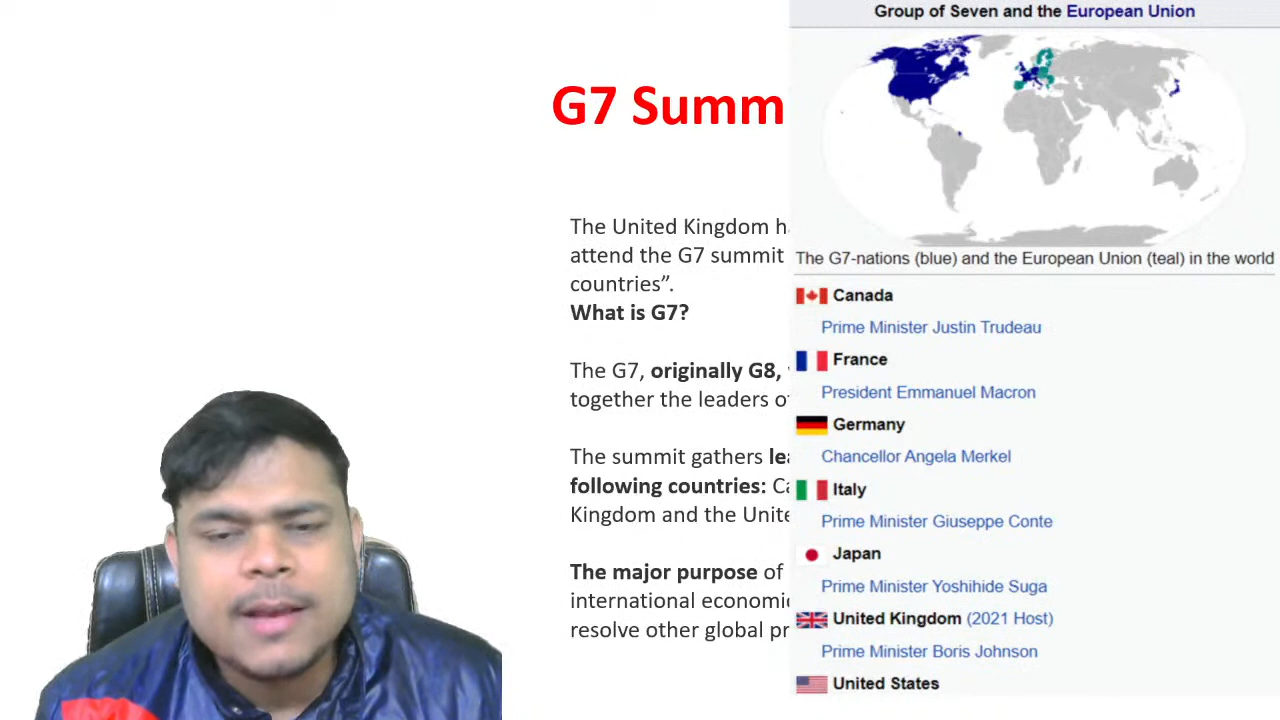 G7 Summ
The United Kingdom
attend the G7 summit
countries”.
What is G7?
The G7, originally G8,
together the leaders
The summit gathers
following countries:
Kingdom and the
The major purpose of
international
resolve other global
Group of Seven and the European Union
The G7-nations (blue) and the European Union (teal) in the world
Canada
Prime Minister Justin Trudeau
France
President Emmanuel Macron
Germany
Chancellor Angela Merkel
Italy
Prime Minister Giuseppe Conte
Japan
Prime Minister Yoshihide Suga
United Kingdom (2021 Host)
Prime Minister Boris Johnson
United States